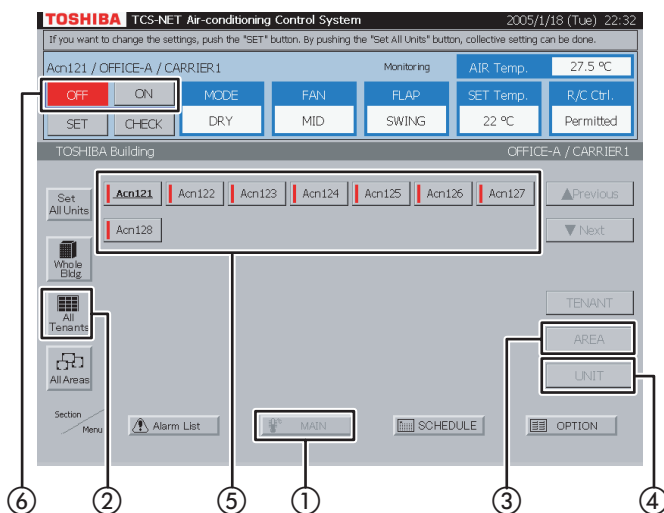 TOSHIBA TCS-NET Air-conditioning Control System 2005/1/18 (Tue) 22:32
If you want to change the settings, push the "SET" button. By pushing the "Set All Units" button, collective setting can be done.
Acn121 / OFFICE-A / CARRIER1 Monitoring AIR Temp. 27.5 ºC
OFF ON MODE FAN FLAP SET Temp. R/C Ctrl.
SET CHECK DRY MID SWING 22 ºC Permitted
TOSHIBA Building OFFICE-A / CARRIER1
Set
All Units
Acn121 Acn122 Acn123 Acn124 Acn125 Acn126 Acn127
▲Previous
Acn128
▼Next
Whole
Bldg
All
Tenants
TENANT
AREA
All Areas
UNIT
Section
Menu
Alarm List MAIN SCHEDULE OPTION
⑥ ② ⑤ ① ③ ④